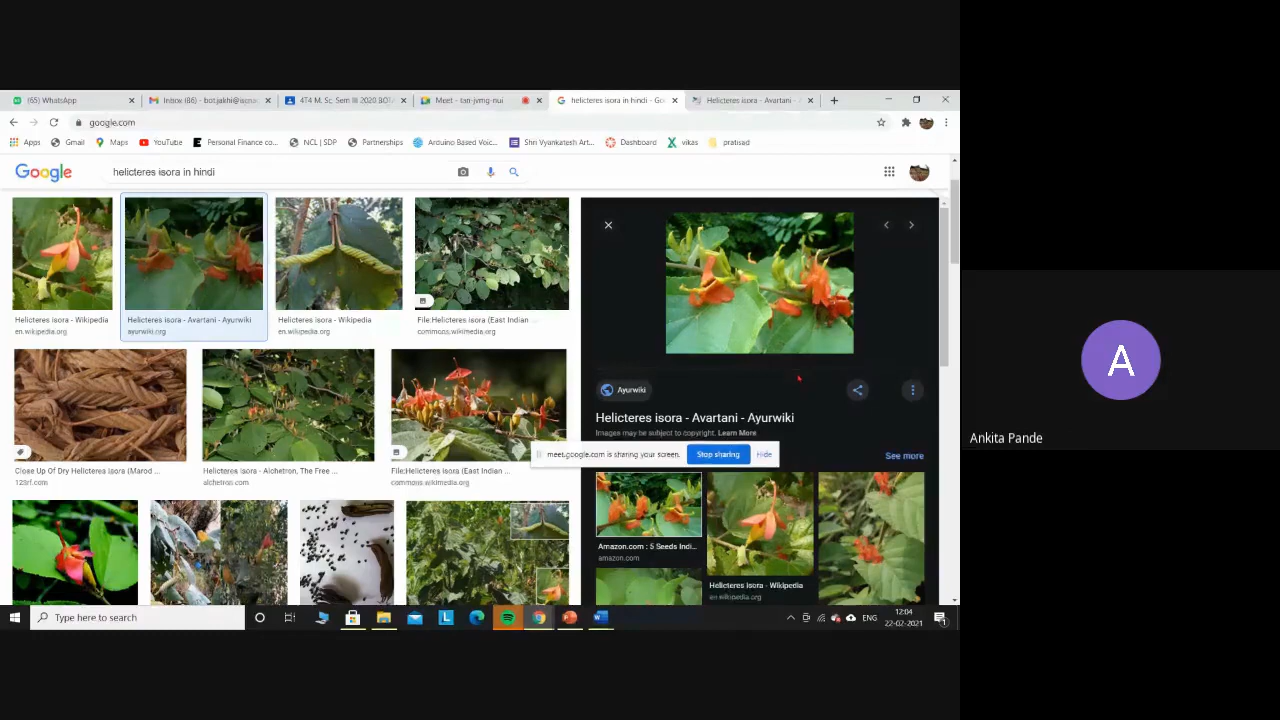 (65) WhatsApp
Inbox (86) - bot.jakhi@iscnag
4T4 M. Sc. Sem III 2020 BOTA
Meet - tan-jvmg-nui
helicteres isora in hindi - Goo
Helicteres isora - Avartani - A
google.com
Apps
Gmail
Maps
YouTube
Personal Finance co...
NCL | SDP
Partnerships
Arduino Based Voic...
Shri Vyankatesh Art...
Dashboard
vikas
pratisad
Google
helicteres isora in hindi
Helicteres isora - Wikipedia
en.wikipedia.org
Helicteres isora - Avartani - Ayurwiki
ayurwiki.org
Helicteres isora - Wikipedia
en.wikipedia.org
File:Helicteres isora (East Indian ...
commons.wikimedia.org
Close Up Of Dry Helicteres Isora (Marod ...
123rf.com
Helicteres isora - Alchetron, The Free ...
alchetron.com
File:Helicteres isora (East Indian ...
commons.wikimedia.org
Ayurwiki
Helicteres isora - Avartani - Ayurwiki
Images may be subject to copyright. Learn More
meet.google.com is sharing your screen.
Stop sharing
Hide
See more
Amazon.com : 5 Seeds Indi...
amazon.com
Helicteres isora - Wikipedia
en.wikipedia.org
A
Ankita Pande
Type here to search
L
ENG
12:04
22-02-2021
1